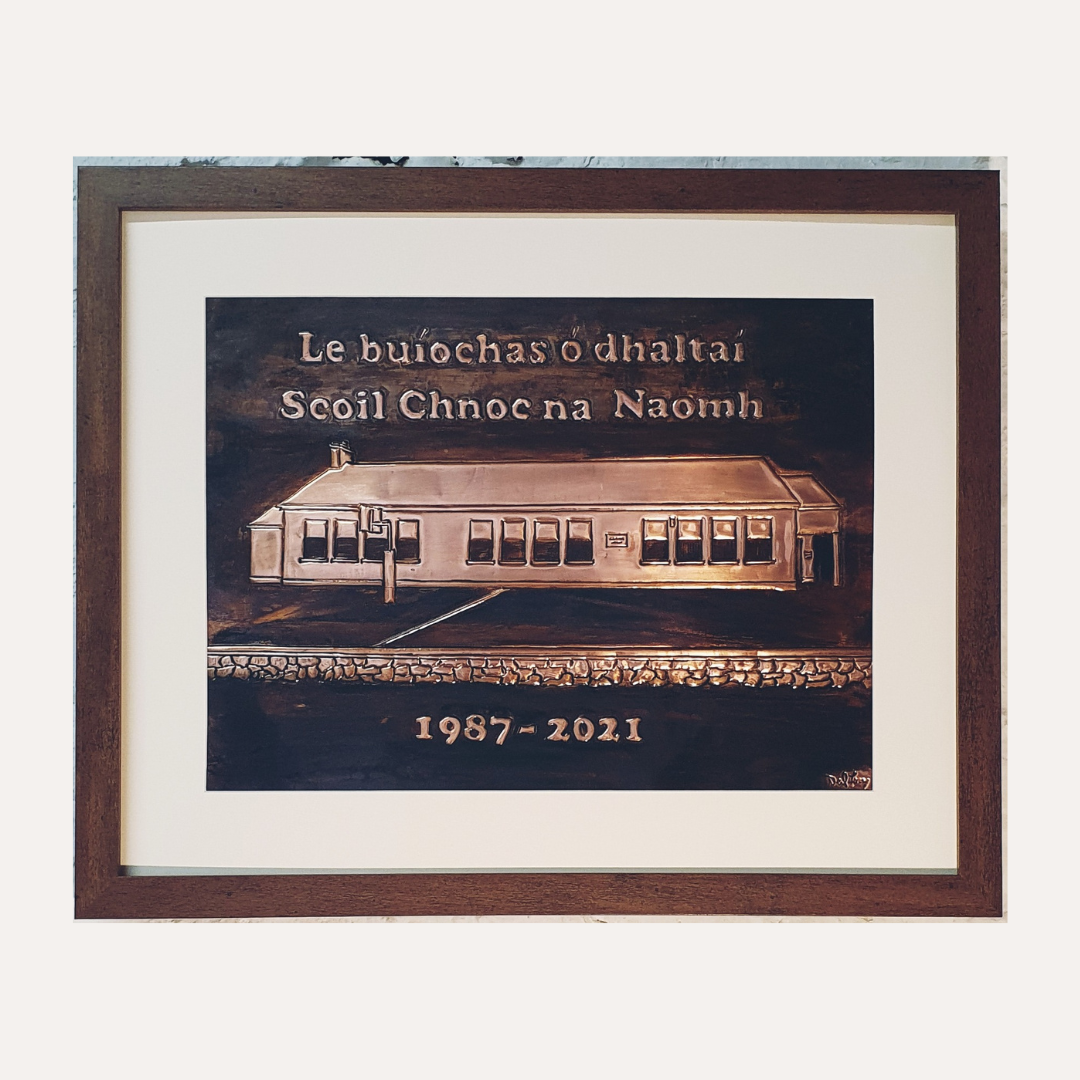 Le buíochas ó dhaltaí
Scoil Chnoc na Naomh
1987 - 2021